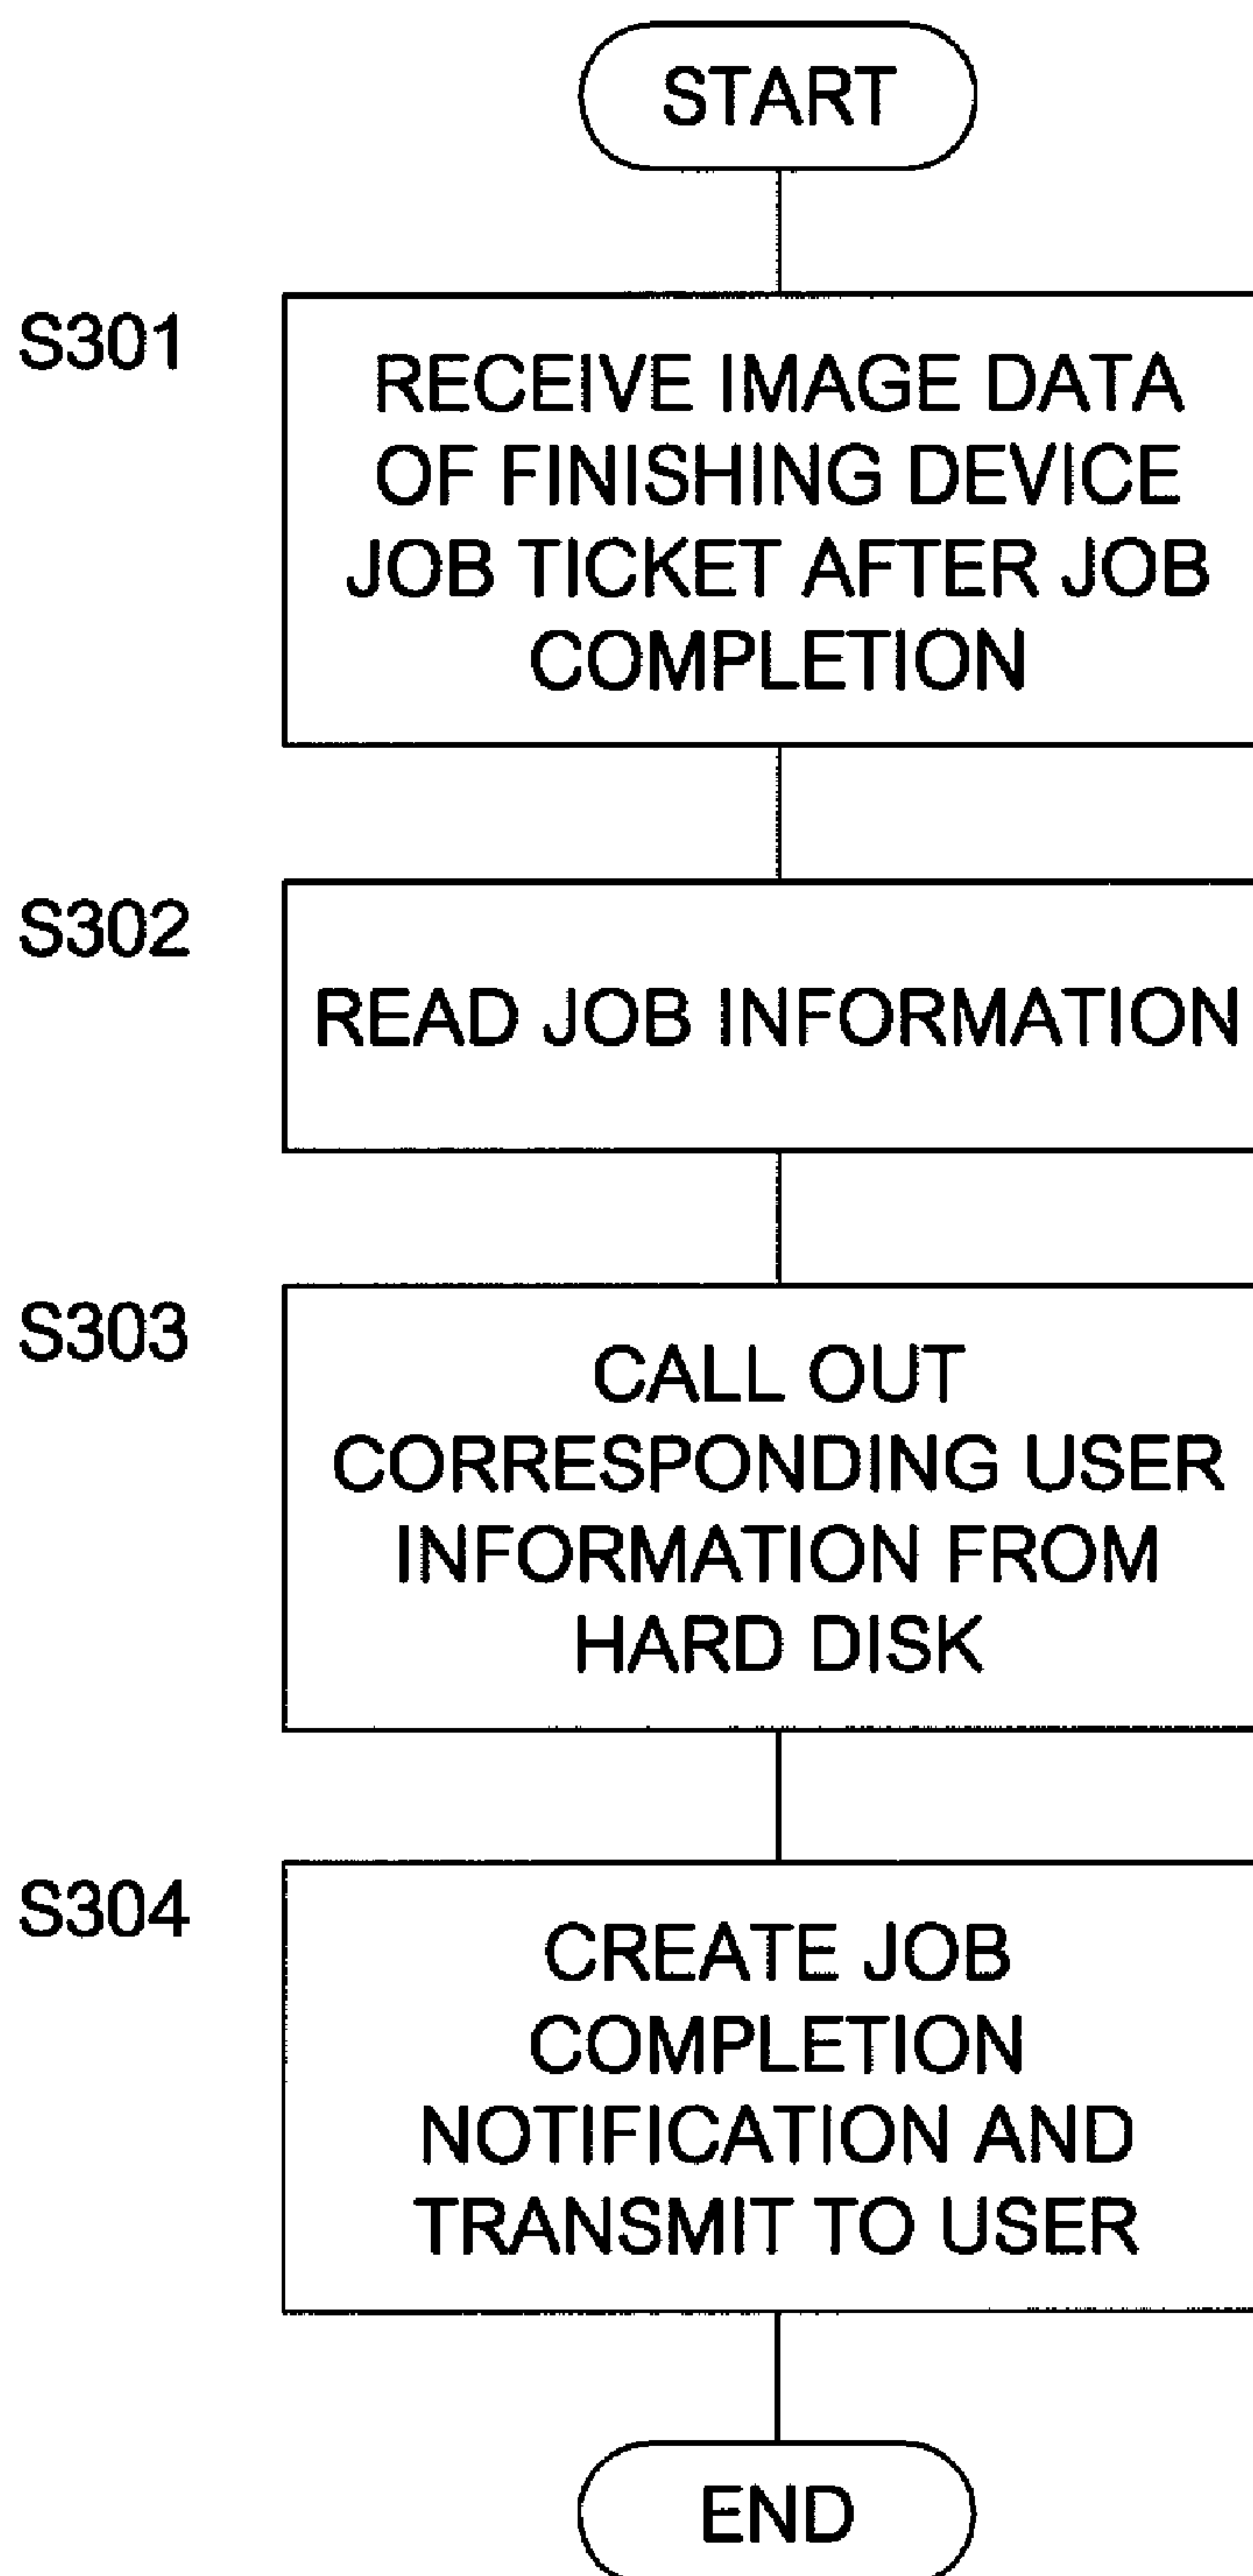 START
S301
RECEIVE IMAGE DATA
OF FINISHING DEVICE
JOB TICKET AFTER JOB
COMPLETION
S302
READ JOB INFORMATION
S303
CALL OUT
CORRESPONDING USER
INFORMATION FROM
HARD DISK
S304
CREATE JOB
COMPLETION
NOTIFICATION AND
TRANSMIT TO USER
END